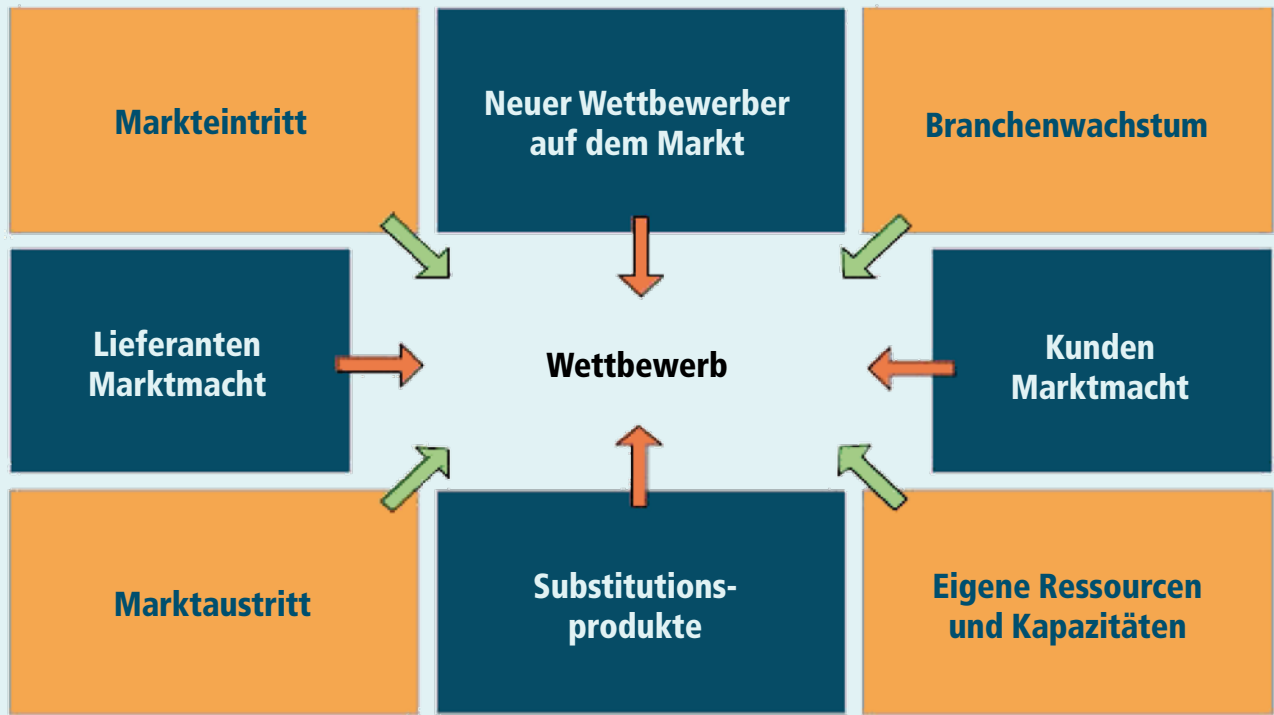 Markteintritt
Neuer Wettbewerber
auf dem Markt
Branchenwachstum
Lieferanten
Marktmacht
Wettbewerb
Kunden
Marktmacht
Marktaustritt
Substitutions-
produkte
Eigene Ressourcen
und Kapazitäten